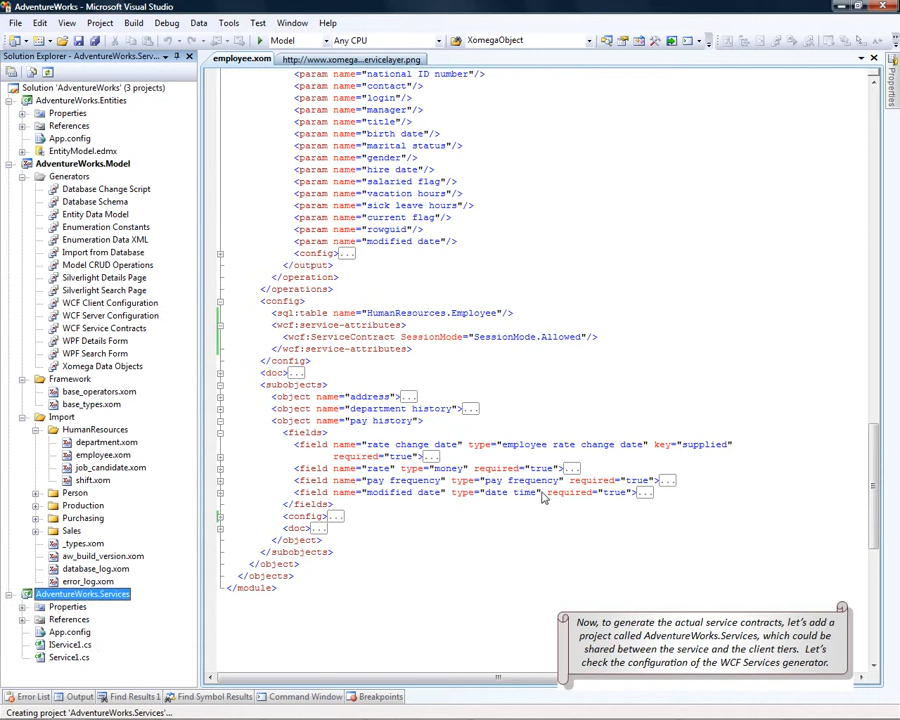 AdventureWorks - Microsoft Visual Studio
File Edit View Project Build Debug Data Tools Test Window Help
Model Any CPU XomegaObject
Solution Explorer - AdventureWorks.Serv...
employee.xom http://www.xomega...ervicelayer.png
Properties
Solution 'AdventureWorks' (3 projects)
AdventureWorks.Entities
Properties
References
App.config
EntityModel.edmx
AdventureWorks.Model
Generators
Database Change Script
Database Schema
Entity Data Model
Enumeration Constants
Enumeration Data XML
Import from Database
Model CRUD Operations
Silverlight Details Page
Silverlight Search Page
WCF Client Configuration
WCF Server Configuration
WCF Service Contracts
WPF Details Form
WPF Search Form
Xomega Data Objects
Framework
base_operators.xom
base_types.xom
Import
HumanResources
department.xom
employee.xom
job_candidate.xom
shift.xom
Person
Production
Purchasing
Sales
_types.xom
aw_build_version.xom
database_log.xom
error_log.xom
AdventureWorks.Services
Properties
References
App.config
IService1.cs
Service1.cs
<param name="national ID number"/>
<param name="contact"/>
<param name="login"/>
<param name="manager"/>
<param name="title"/>
<param name="birth date"/>
<param name="marital status"/>
<param name="gender"/>
<param name="hire date"/>
<param name="salaried flag"/>
<param name="vacation hours"/>
<param name="sick leave hours"/>
<param name="current flag"/>
<param name="rowguid"/>
<param name="modified date"/>
<config>...
</output>
</operation>
</operations>
<config>
<sql:table name="HumanResources.Employee"/>
<wcf:service-attributes>
<wcf:ServiceContract SessionMode="SessionMode.Allowed"/>
</wcf:service-attributes>
</config>
<doc>...
<subobjects>
<object name="address">...
<object name="department history">...
<object name="pay history">
<fields>
<field name="rate change date" type="employee rate change date" key="supplied"
required="true">...
<field name="rate" type="money" required="true">...
<field name="pay frequency" type="pay frequency" required="true">...
<field name="modified date" type="date time" required="true">...
</fields>
<config>...
<doc>...
</object>
</subobjects>
</object>
</objects>
</module>
Now, to generate the actual service contracts, let's add a
project called AdventureWorks.Services, which could be
shared between the service and the client tiers. Let's
check the configuration of the WCF Services generator.
Error List Output Find Results 1 Find Symbol Results Command Window Breakpoints
Creating project 'AdventureWorks.Services'...